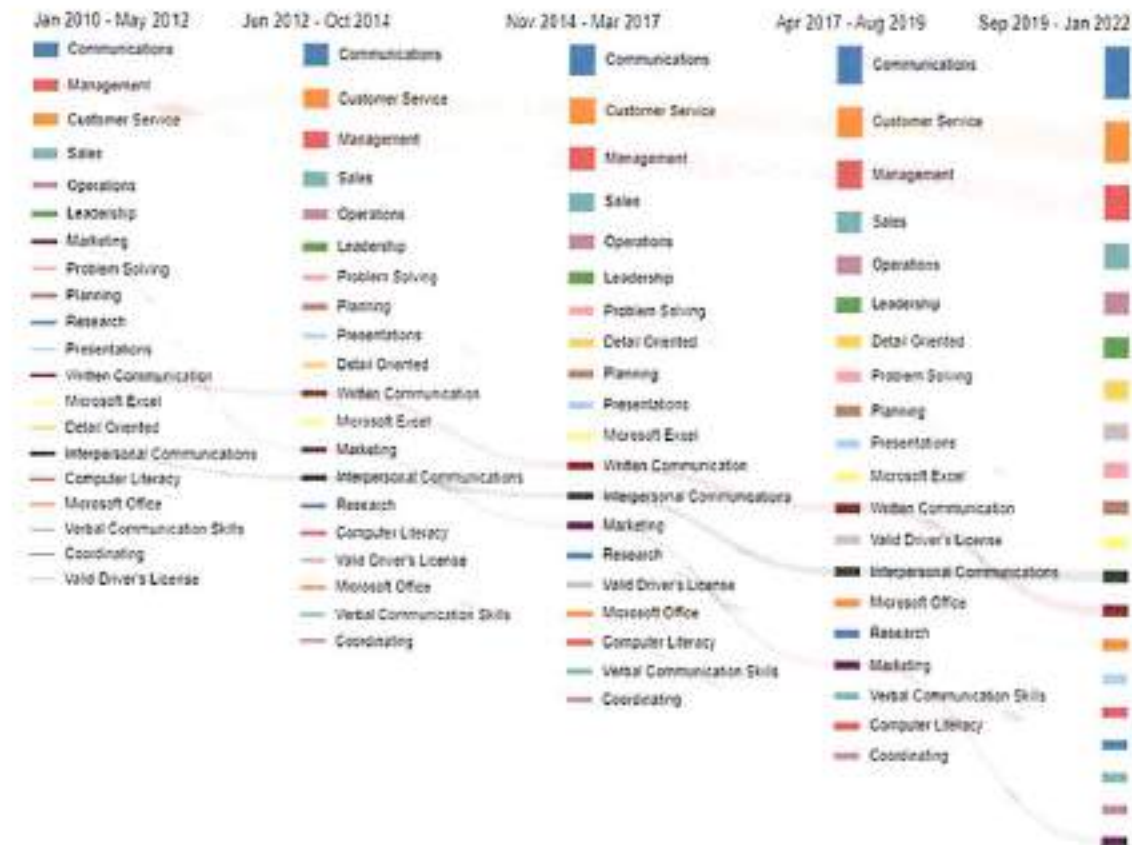 Jan 2010 - May 2012
Communications
Management
Customer Service
Sales
Operations
Leadership
Marketing
Problem Solving
Planning
Research
Presentations
Written Communication
Microsoft Excel
Detail Oriented
Interpersonal Communications
Computer Literacy
Microsoft Office
Verbal Communication Skills
Coordinating
Valid Driver's License
Jun 2012 - Oct 2014
Communications
Customer Service
Management
Sales
Operations
Leadership
Problem Solving
Planning
Presentations
Detail Oriented
Written Communication
Microsoft Excel
Marketing
Interpersonal Communications
Research
Computer Literacy
Valid Driver's License
Microsoft Office
Verbal Communication Skills
Coordinating
Nov 2014 - Mar 2017
Communications
Customer Service
Management
Sales
Operations
Leadership
Problem Solving
Detail Oriented
Planning
Presentations
Microsoft Excel
Written Communication
Interpersonal Communications
Marketing
Research
Valid Driver's License
Microsoft Office
Computer Literacy
Verbal Communication Skills
Coordinating
Apr 2017 - Aug 2019
Communications
Customer Service
Management
Sales
Operations
Leadership
Detail Oriented
Problem Solving
Planning
Presentations
Microsoft Excel
Written Communication
Valid Driver's License
Interpersonal Communications
Microsoft Office
Research
Marketing
Verbal Communication Skills
Computer Literacy
Coordinating
Sep 2019 - Jan 2022